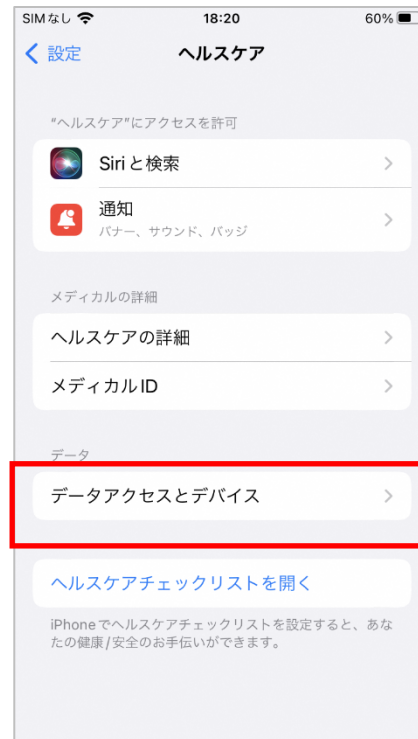 SIMなし 18:20 60%
設定 ヘルスケア
"ヘルスケア"にアクセスを許可
Siriと検索
通知
バナー、サウンド、バッジ
メディカルの詳細
ヘルスケアの詳細
メディカルID
データ
データアクセスとデバイス
ヘルスケアチェックリストを開く
iPhoneでヘルスケアチェックリストを設定すると、あな
たの健康/安全のお手伝いができます。